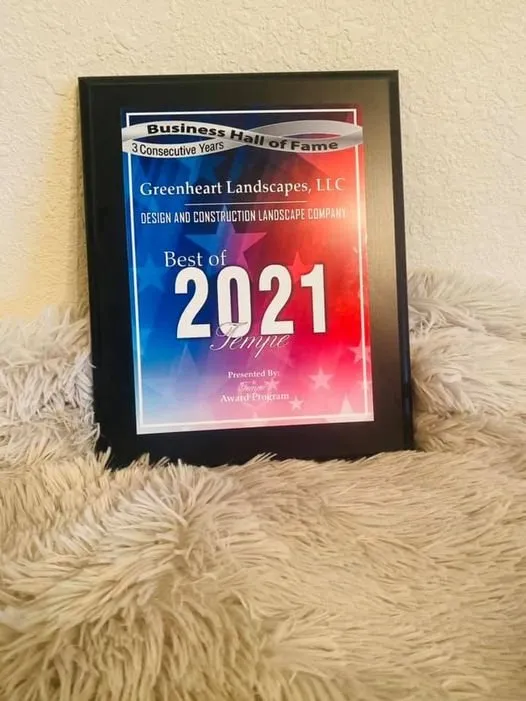 Business Hall of Fame
3 Consecutive Years
Greenheart Landscapes, LLC
DESIGN AND CONSTRUCTION LANDSCAPE COMPANY
Best of
2021
Tempe
Presented By:
Tempe
Award Program